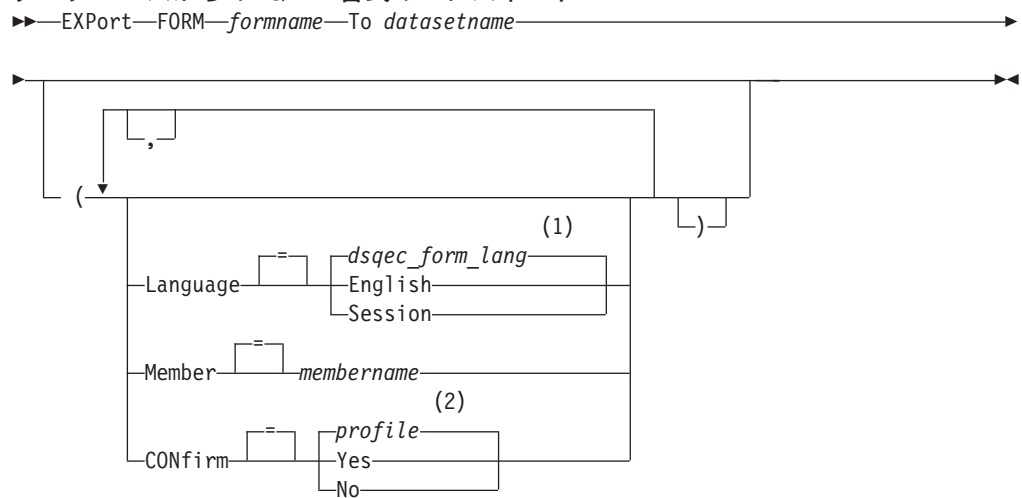 EXPort FORM formname To datasetname
,
(
)
(1)
=
dsqec_form_lang
Language
English
Session
=
Member
membername
(2)
=
profile
CONfirm
Yes
No